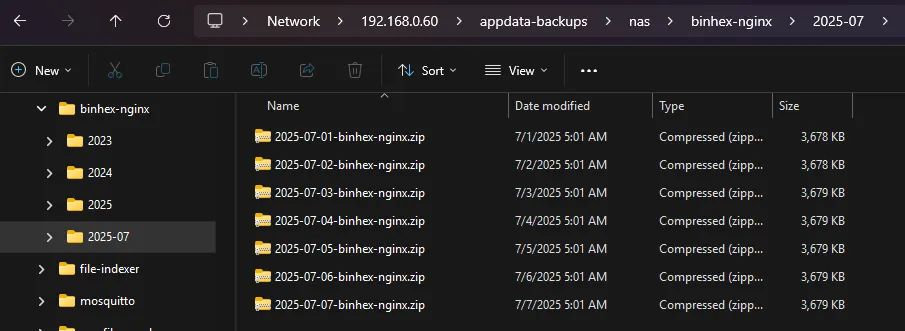 Network > 192.168.0.60 > appdata-backups > nas > binhex-nginx > 2025-07 >
New Sort View ...
binhex-nginx
2023
2024
2025
2025-07
file-indexer
mosquitto
Name Date modified Type Size
2025-07-01-binhex-nginx.zip 7/1/2025 5:01 AM Compressed (zipp... 3,678 KB
2025-07-02-binhex-nginx.zip 7/2/2025 5:01 AM Compressed (zipp... 3,678 KB
2025-07-03-binhex-nginx.zip 7/3/2025 5:01 AM Compressed (zipp... 3,679 KB
2025-07-04-binhex-nginx.zip 7/4/2025 5:01 AM Compressed (zipp... 3,679 KB
2025-07-05-binhex-nginx.zip 7/5/2025 5:01 AM Compressed (zipp... 3,679 KB
2025-07-06-binhex-nginx.zip 7/6/2025 5:01 AM Compressed (zipp... 3,679 KB
2025-07-07-binhex-nginx.zip 7/7/2025 5:01 AM Compressed (zipp... 3,679 KB